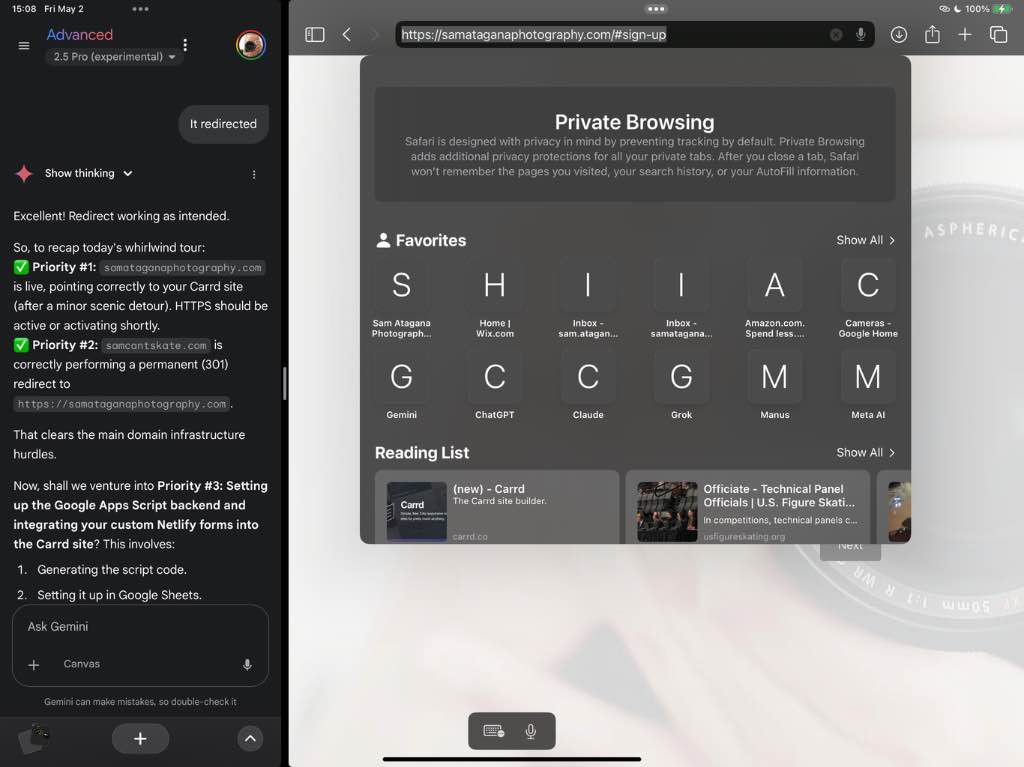 15:08 Fri May 2
100%
Advanced
2.5 Pro (experimental)
It redirected
Show thinking
Excellent! Redirect working as intended.
So, to recap today's whirlwind tour:
✅ Priority #1: samataganaphotography.com
is live, pointing correctly to your Carrd site
(after a minor scenic detour). HTTPS should be
active or activating shortly.
✅ Priority #2: samcantskate.com is
correctly performing a permanent (301)
redirect to
https://samataganaphotography.com.
That clears the main domain infrastructure
hurdles.
Now, shall we venture into Priority #3: Setting
up the Google Apps Script backend and
integrating your custom Netlify forms into
the Carrd site? This involves:
1. Generating the script code.
2. Setting it up in Google Sheets.
Ask Gemini
Canvas
Gemini can make mistakes, so double-check it
https://samataganaphotography.com/#sign-up
Private Browsing
Safari is designed with privacy in mind by preventing tracking by default. Private Browsing
adds additional privacy protections for all your private tabs. After you close a tab, Safari
won't remember the pages you visited, your search history, or your AutoFill information.
Favorites
Show All
S H I I A C
Sam Atagana Photograph...
Home | Wix.com
Inbox - sam.atagan...
Inbox - samatagana...
Amazon.com. Spend less....
Cameras - Google Home
G C C G M M
Gemini
ChatGPT
Claude
Grok
Manus
Meta AI
Reading List
Show All
Carrd
(new) - Carrd
The Carrd site builder.
carrd.co
Officiate - Technical Panel
Officials | U.S. Figure Skati...
In competitions, technical panels c...
usfigureskating.org
Next
ASPHERICA
XF 50mm 1:1 R WR